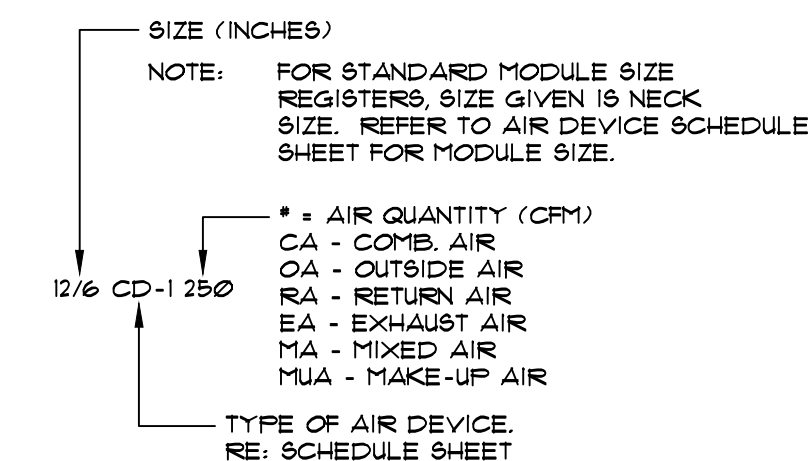 SIZE (INCHES)
NOTE: FOR STANDARD MODULE SIZE
REGISTERS, SIZE GIVEN IS NECK
SIZE. REFER TO AIR DEVICE SCHEDULE
SHEET FOR MODULE SIZE.
# = AIR QUANTITY (CFM)
CA - COMB. AIR
OA - OUTSIDE AIR
RA - RETURN AIR
EA - EXHAUST AIR
MA - MIXED AIR
MUA - MAKE-UP AIR
12/6 CD-1 250
TYPE OF AIR DEVICE.
RE: SCHEDULE SHEET